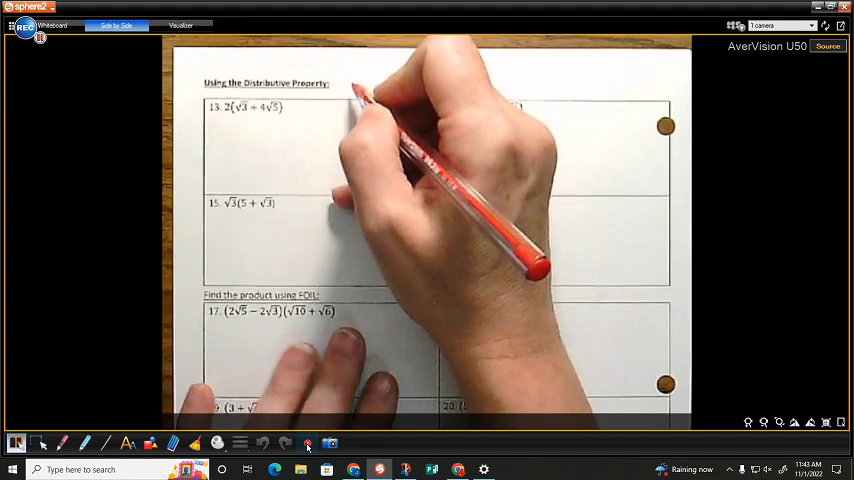 sphere2
Whiteboard
Side by Side
Visualizer
1 camera
REC
AverVision U50
Source
Using the Distributive Property:
13. 2(√3 + 4√5)
15. √3(5 + √3)
Find the product using FOIL:
17. (2√5 − 2√3)(√10 + √6)
9 (3 + √
20 (
Type here to search
Raining now
11:43 AM
11/1/2022